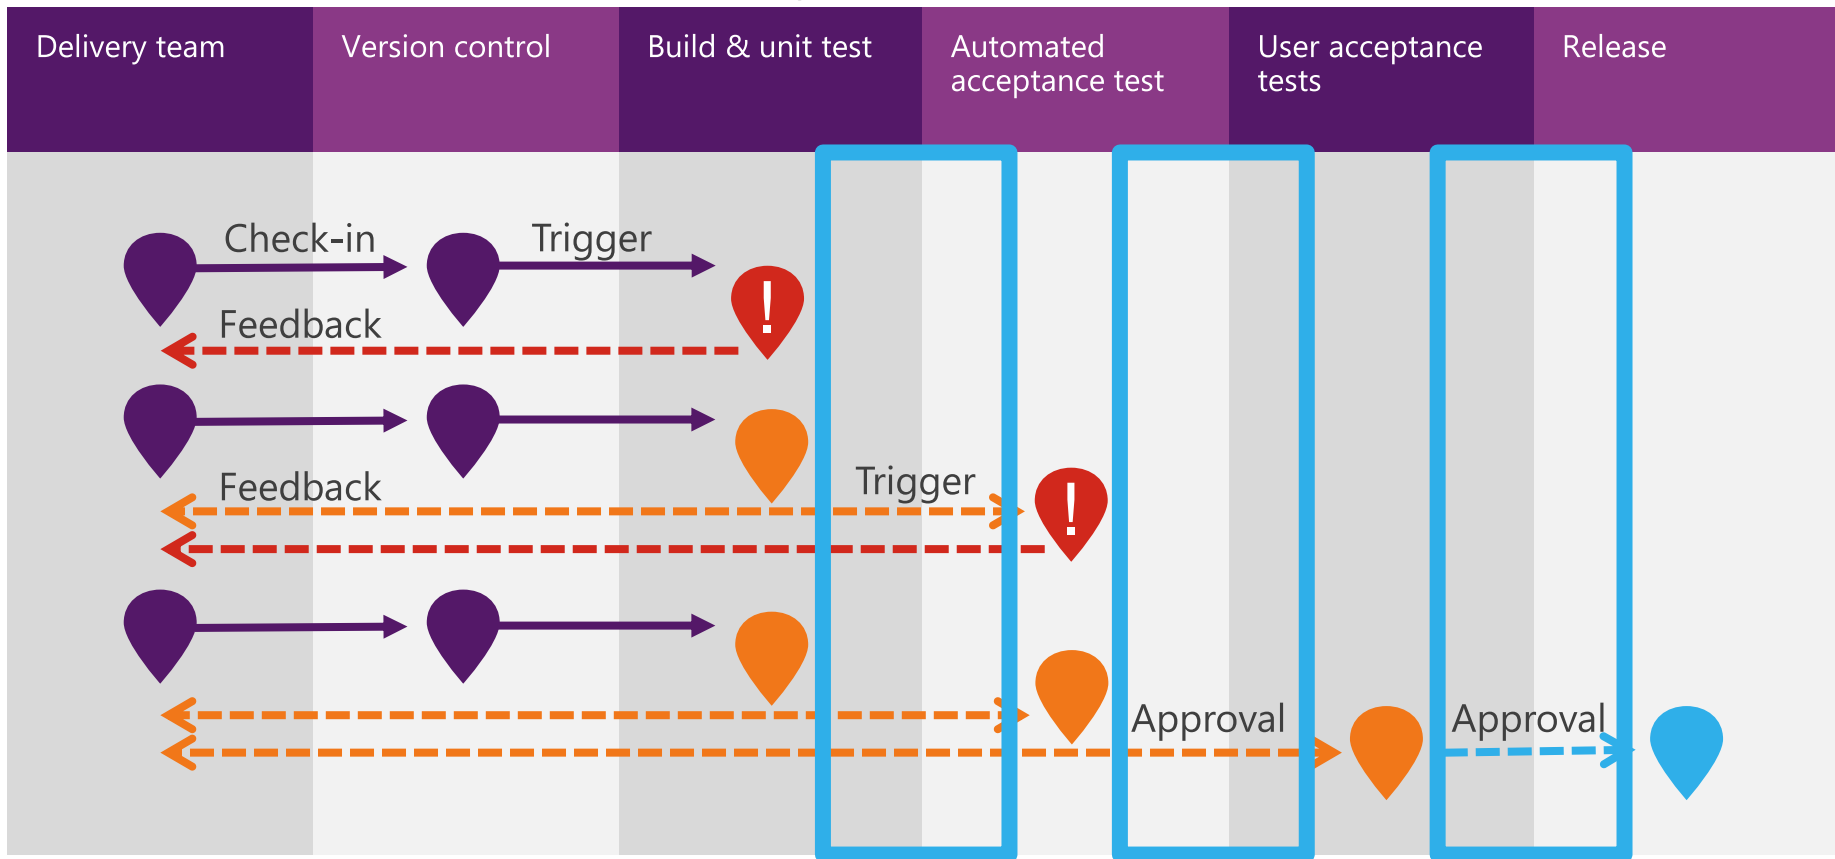 Delivery team
Version control
Build & unit test
Automated
acceptance test
User acceptance
tests
Release
Check-in
Trigger
!
Feedback
Feedback
Trigger
!
Approval
Approval